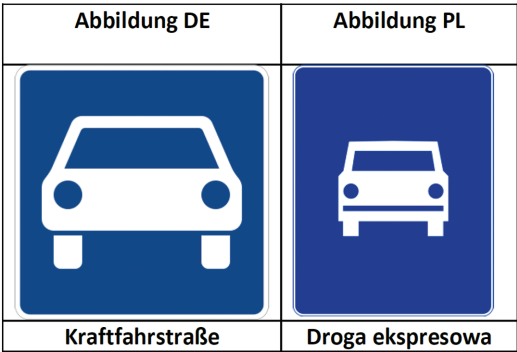 Abbildung DE
Abbildung PL
Kraftfahrstraße
Droga ekspresowa